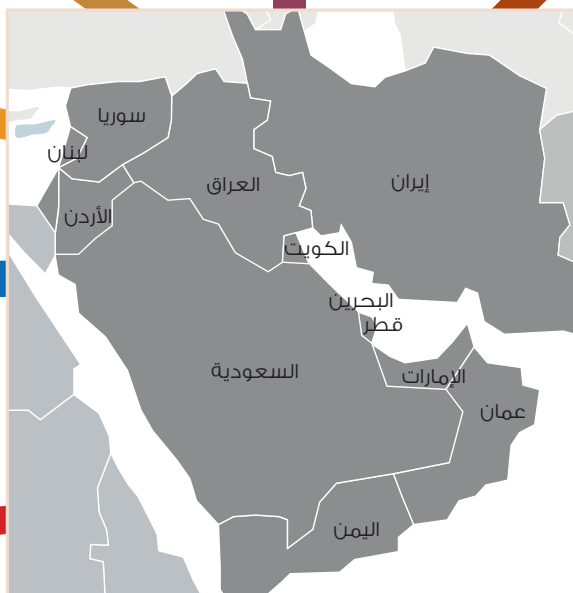 سوريا
لبنان
العراق
إيران
الأردن
الكويت
البحرين
قطر
السعودية
الإمارات
عمان
اليمن